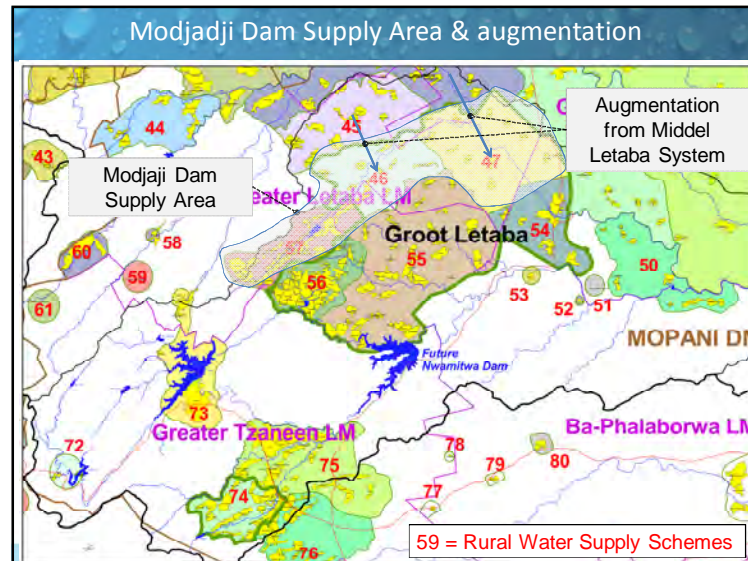 Modjadji Dam Supply Area & augmentation
44
45
43
Augmentation
from Middel
Letaba System
Modjaji Dam
Supply Area
46
47
eater Letaba LM
58
60
59
61
57
56
Groot Letaba
55
54
50
53
52
51
MOPANI DM
Future
Nwamitwa Dam
73
72
Greater Tzaneen LM
Ba-Phalaborwa LM
78
80
79
75
74
77
76
59 = Rural Water Supply Schemes